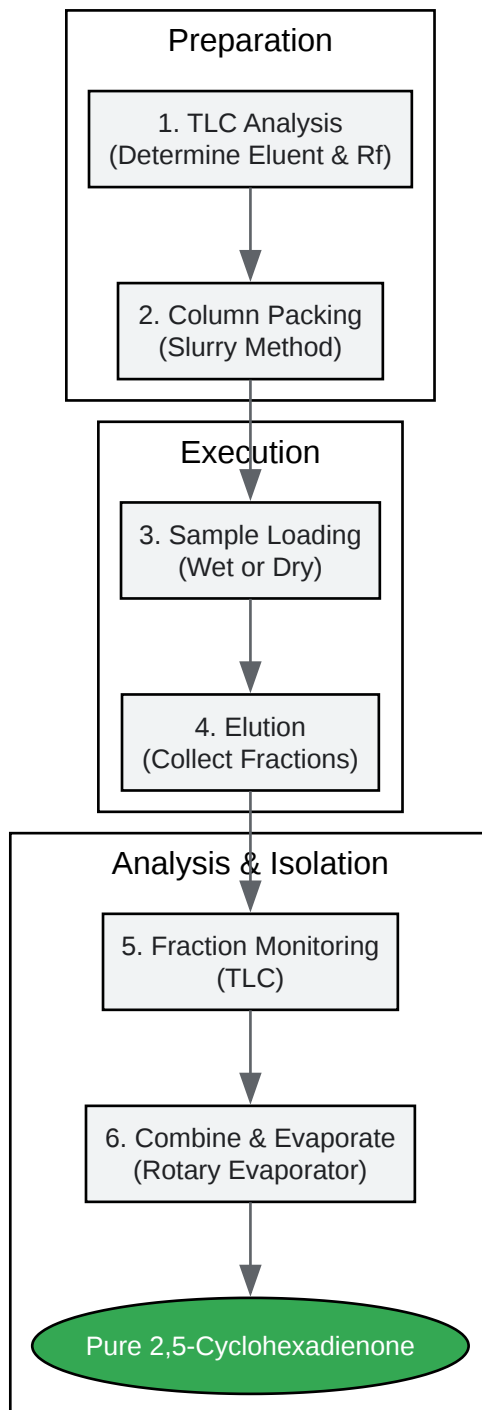 Preparation
1. TLC Analysis
(Determine Eluent & Rf)
2. Column Packing
(Slurry Method)
Execution
3. Sample Loading
(Wet or Dry)
4. Elution
(Collect Fractions)
Analysis & Isolation
5. Fraction Monitoring
(TLC)
6. Combine & Evaporate
(Rotary Evaporator)
Pure 2,5-Cyclohexadienone